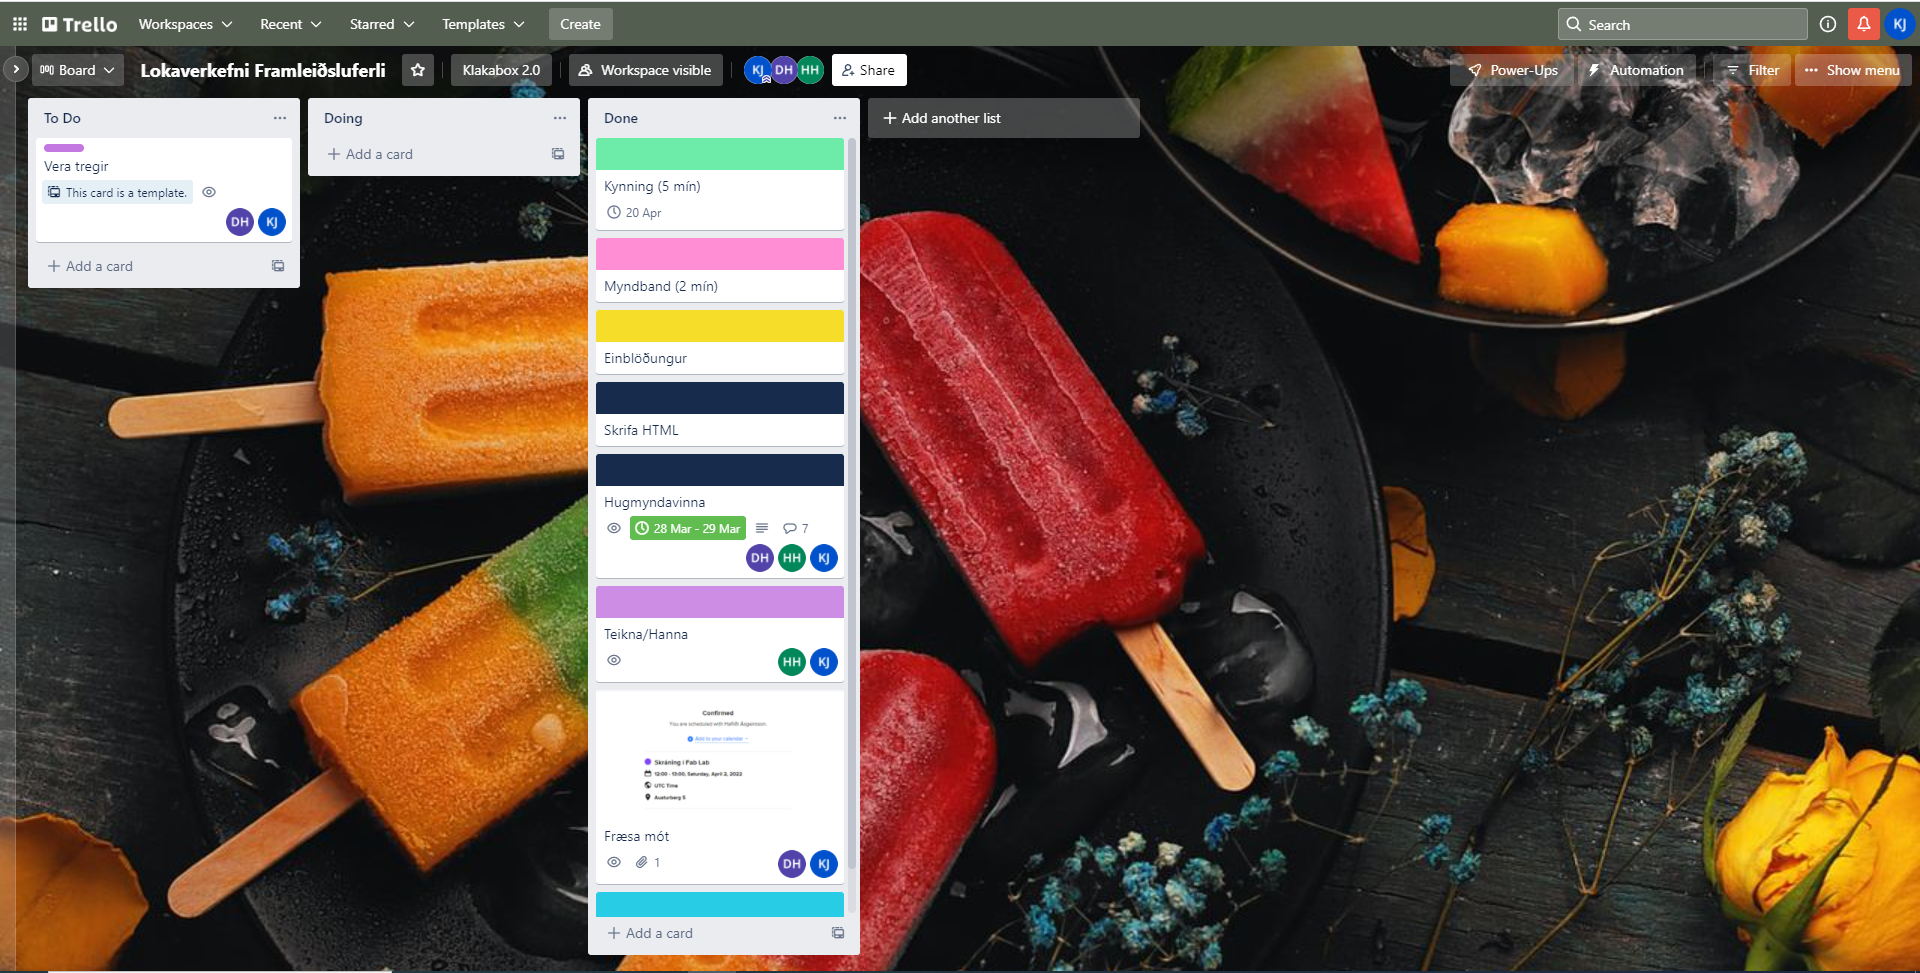 Trello Workspaces Recent Starred Templates Create Search KJ
Board Lokaverkefni Framleiðsluferli Klakabox 2.0 Workspace visible KJ DH HH Share Power-Ups Automation Filter Show menu
To Do
Vera tregir
This card is a template.
DH KJ
Add a card
Doing
Add a card
Done
Kynning (5 mín)
20 Apr
Myndband (2 mín)
Einblöðungur
Skrifa HTML
Hugmyndavinna
28 Mar - 29 Mar 7
DH HH KJ
Teikna/Hanna
HH KJ
Confirmed
You are scheduled with Hafliði Ásgeirsson.
Add to your calendar
Skráning í Fab Lab
12:00 - 13:00, Saturday, April 2, 2022
UTC Time
Austurberg 5
Fræsa mót
1
DH KJ
Add a card
Add another list